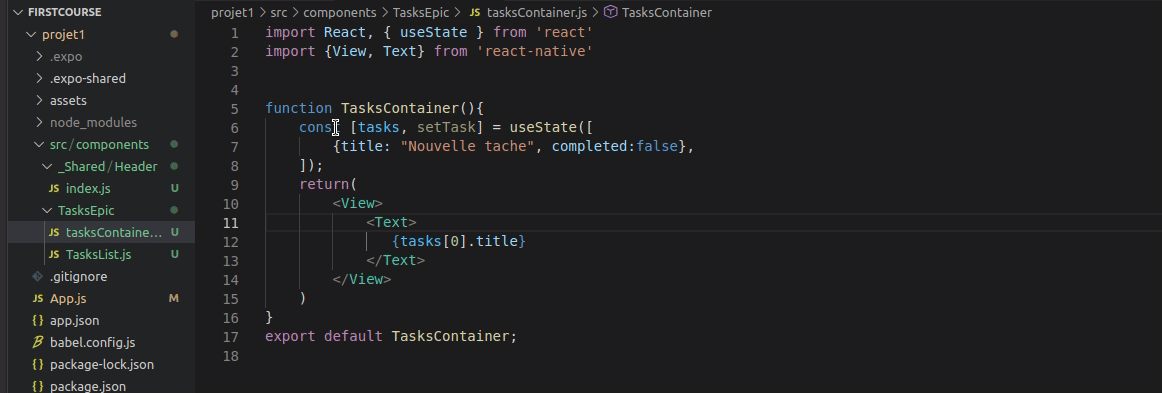 FIRSTCOURSE
projet1
.expo
.expo-shared
assets
node_modules
src/components
_Shared/Header
JS index.js U
TasksEpic
JS tasksContaine... U
JS TasksList.js U
.gitignore
JS App.js M
{} app.json
babel.config.js
{} package-lock.json
{} package.json
projet1 > src > components > TasksEpic > JS tasksContainer.js > TasksContainer
1 import React, { useState } from 'react'
2 import {View, Text} from 'react-native'
3
4
5 function TasksContainer(){
6 const [tasks, setTask] = useState([
7 {title: "Nouvelle tache", completed:false},
8 ]);
9 return(
10 <View>
11 <Text>
12 {tasks[0].title}
13 </Text>
14 </View>
15 )
16 }
17 export default TasksContainer;
18